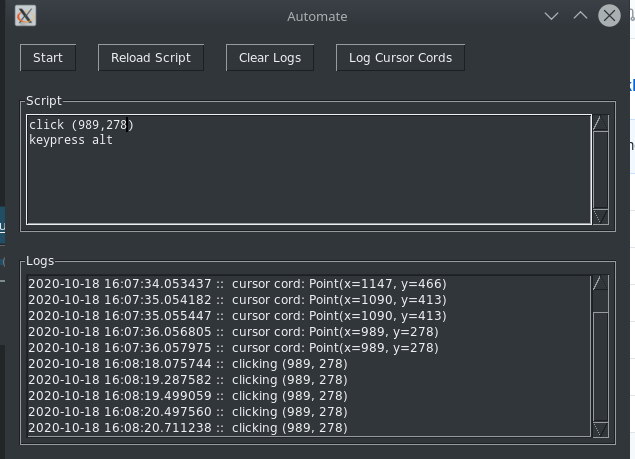 Automate
Start Reload Script Clear Logs Log Cursor Cords
Script
click (989,278)
keypress alt
Logs
2020-10-18 16:07:34.053437 :: cursor cord: Point(x=1147, y=466)
2020-10-18 16:07:35.054182 :: cursor cord: Point(x=1090, y=413)
2020-10-18 16:07:35.055447 :: cursor cord: Point(x=1090, y=413)
2020-10-18 16:07:36.056805 :: cursor cord: Point(x=989, y=278)
2020-10-18 16:07:36.057975 :: cursor cord: Point(x=989, y=278)
2020-10-18 16:08:18.075744 :: clicking (989, 278)
2020-10-18 16:08:19.287582 :: clicking (989, 278)
2020-10-18 16:08:19.499059 :: clicking (989, 278)
2020-10-18 16:08:20.497560 :: clicking (989, 278)
2020-10-18 16:08:20.711238 :: clicking (989, 278)